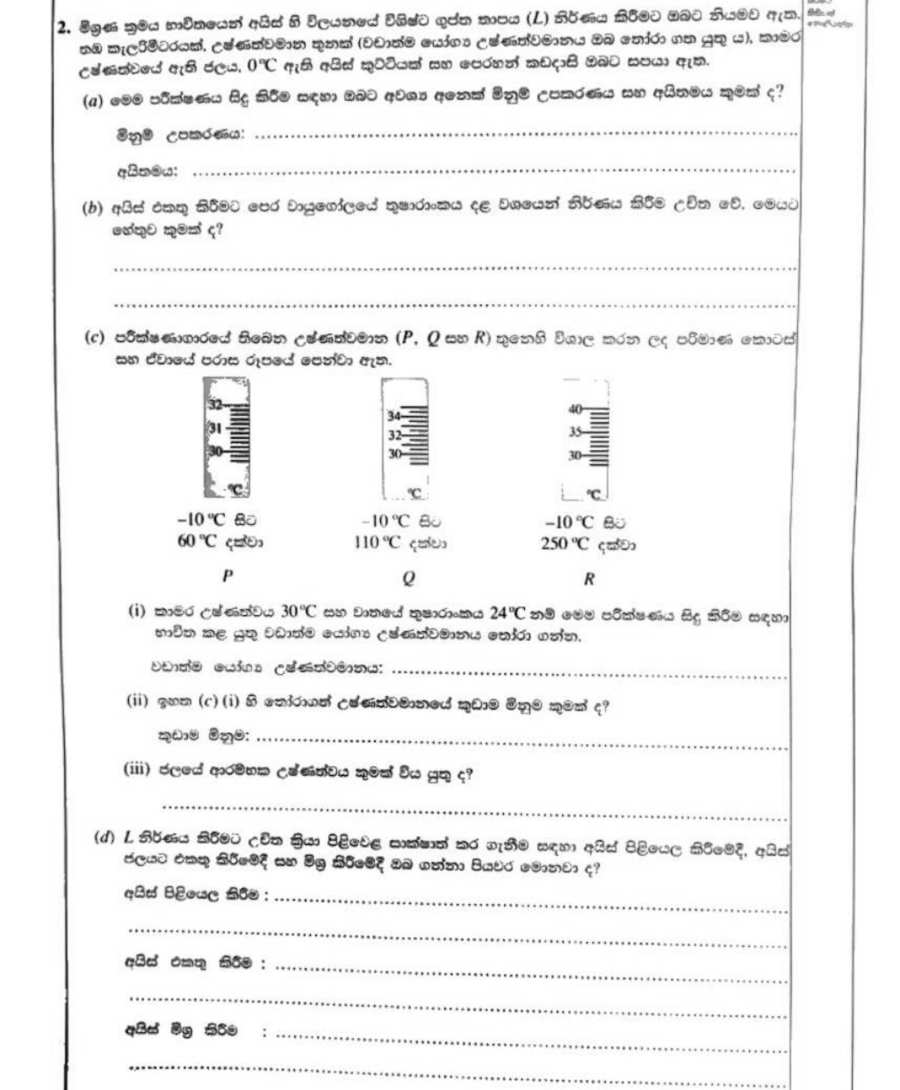 2. මිශ්‍රණ ක්‍රමය භාවිතයෙන් අයිස් හි විලයනයේ විශිෂ්ට ගුප්ත තාපය (L) නිර්ණය කිරීමට ඔබට නියමව ඇත.
තඹ කැලරිමීටරයක්, උෂ්ණත්වමාන තුනක් (වඩාත්ම යෝග්‍ය උෂ්ණත්වමානය ඔබ තෝරා ගත යුතු ය), කාමර
උෂ්ණත්වයේ ඇති ජලය, 0°C ඇති අයිස් කුට්ටියක් සහ පෙරහන් කඩදාසි ඔබට සපයා ඇත.
(a) මෙම පරීක්ෂණය සිදු කිරීම සඳහා ඔබට අවශ්‍ය අනෙක් මිනුම් උපකරණය සහ අයිතමය කුමක් ද?
මිනුම් උපකරණය: ........................................
අයිතමය: ........................................
(b) අයිස් එකතු කිරීමට පෙර වායුගෝලයේ තුෂාරාංකය දළ වශයෙන් නිර්ණය කිරීම උචිත වේ. මෙයට
හේතුව කුමක් ද?
........................................
........................................
(c) පරීක්ෂණාගාරයේ තිබෙන උෂ්ණත්වමාන (P, Q සහ R) තුනෙහි විශාල කරන ලද පරිමාණ කොටස්
සහ ඒවායේ පරාස රූපයේ පෙන්වා ඇත.
32 34 40
31 32 35
30 30 30
°C °C °C
–10 °C සිට –10 °C සිට –10 °C සිට
60 °C දක්වා 110 °C දක්වා 250 °C දක්වා
P Q R
(i) කාමර උෂ්ණත්වය 30°C සහ වාතයේ තුෂාරාංකය 24°C නම් මෙම පරීක්ෂණය සිදු කිරීම සඳහා
භාවිත කළ යුතු වඩාත්ම යෝග්‍ය උෂ්ණත්වමානය තෝරා ගන්න.
වඩාත්ම යෝග්‍ය උෂ්ණත්වමානය: ........................................
(ii) ඉහත (c) (i) හි තෝරාගත් උෂ්ණත්වමානයේ කුඩාම මිනුම කුමක් ද?
කුඩාම මිනුම: ........................................
(iii) ජලයේ ආරම්භක උෂ්ණත්වය කුමක් විය යුතු ද?
........................................
(d) L නිර්ණය කිරීමට උචිත ක්‍රියා පිළිවෙළ සාක්ෂාත් කර ගැනීම සඳහා අයිස් පිළියෙල කිරීමේදී, අයිස්
ජලයට එකතු කිරීමේදී සහ මිශ්‍ර කිරීමේදී ඔබ ගන්නා පියවර මොනවා ද?
අයිස් පිළියෙල කිරීම : ........................................
........................................
අයිස් එකතු කිරීම : ........................................
........................................
අයිස් මිශ්‍ර කිරීම : ........................................
........................................